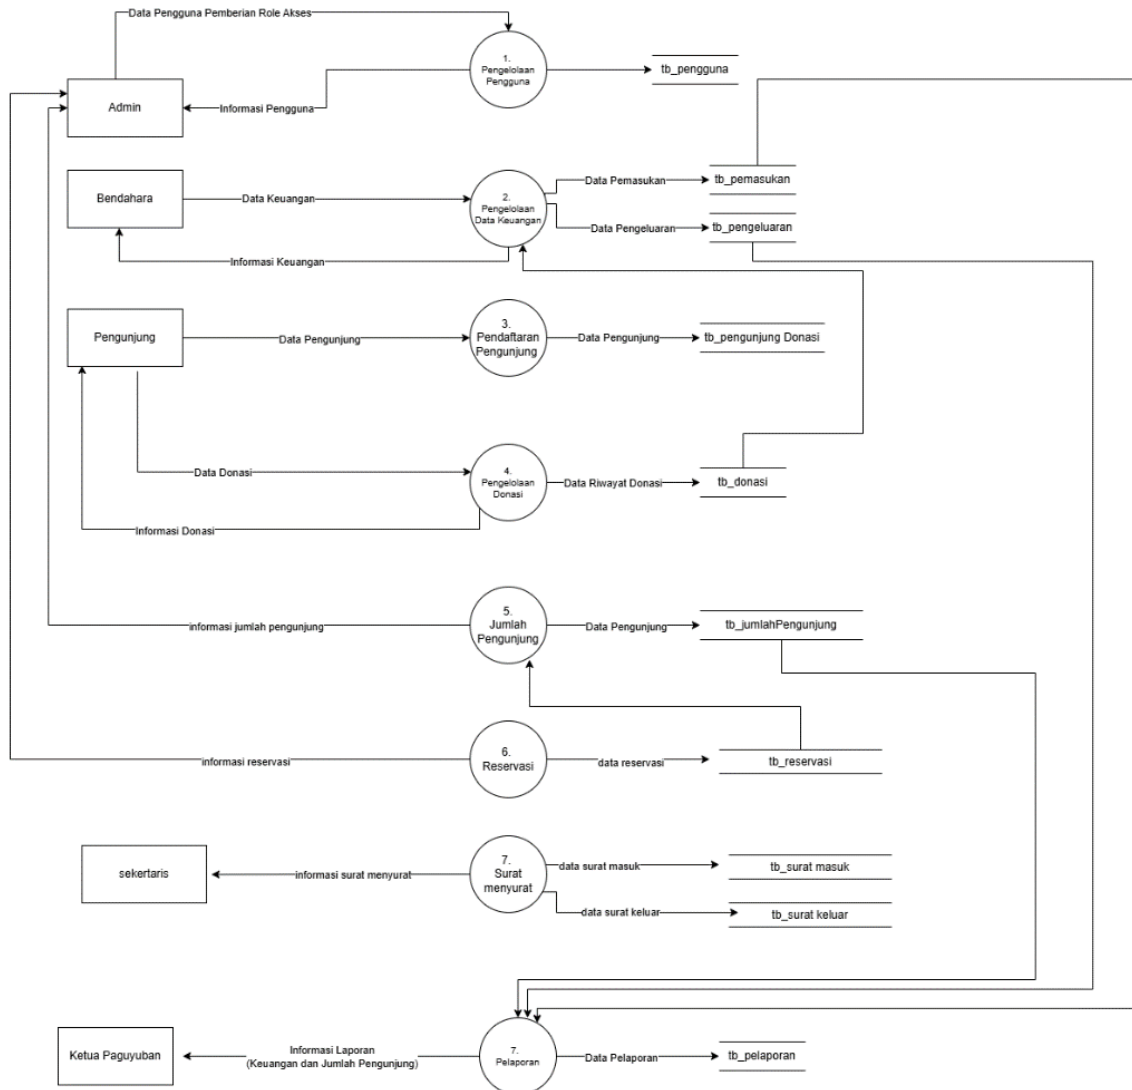 Data Pengguna Pemberian Role Akses
1.
Pengelolaan
Pengguna
tb_pengguna
Admin
Informasi Pengguna
Bendahara
Data Keuangan
2.
Pengelolaan
Data Keuangan
Data Pemasukan
tb_pemasukan
Data Pengeluaran
tb_pengeluaran
Informasi Keuangan
Pengunjung
Data Pengunjung
3.
Pendaftaran
Pengunjung
Data Pengunjung
tb_pengunjung Donasi
Data Donasi
4.
Pengelolaan
Donasi
Data Riwayat Donasi
tb_donasi
Informasi Donasi
informasi jumlah pengunjung
5.
Jumlah
Pengunjung
Data Pengunjung
tb_jumlahPengunjung
informasi reservasi
6.
Reservasi
data reservasi
tb_reservasi
sekertaris
informasi surat menyurat
7.
Surat
menyurat
data surat masuk
tb_surat masuk
data surat keluar
tb_surat keluar
Ketua Paguyuban
Informasi Laporan
(Keuangan dan Jumlah Pengunjung)
7.
Pelaporan
Data Pelaporan
tb_pelaporan